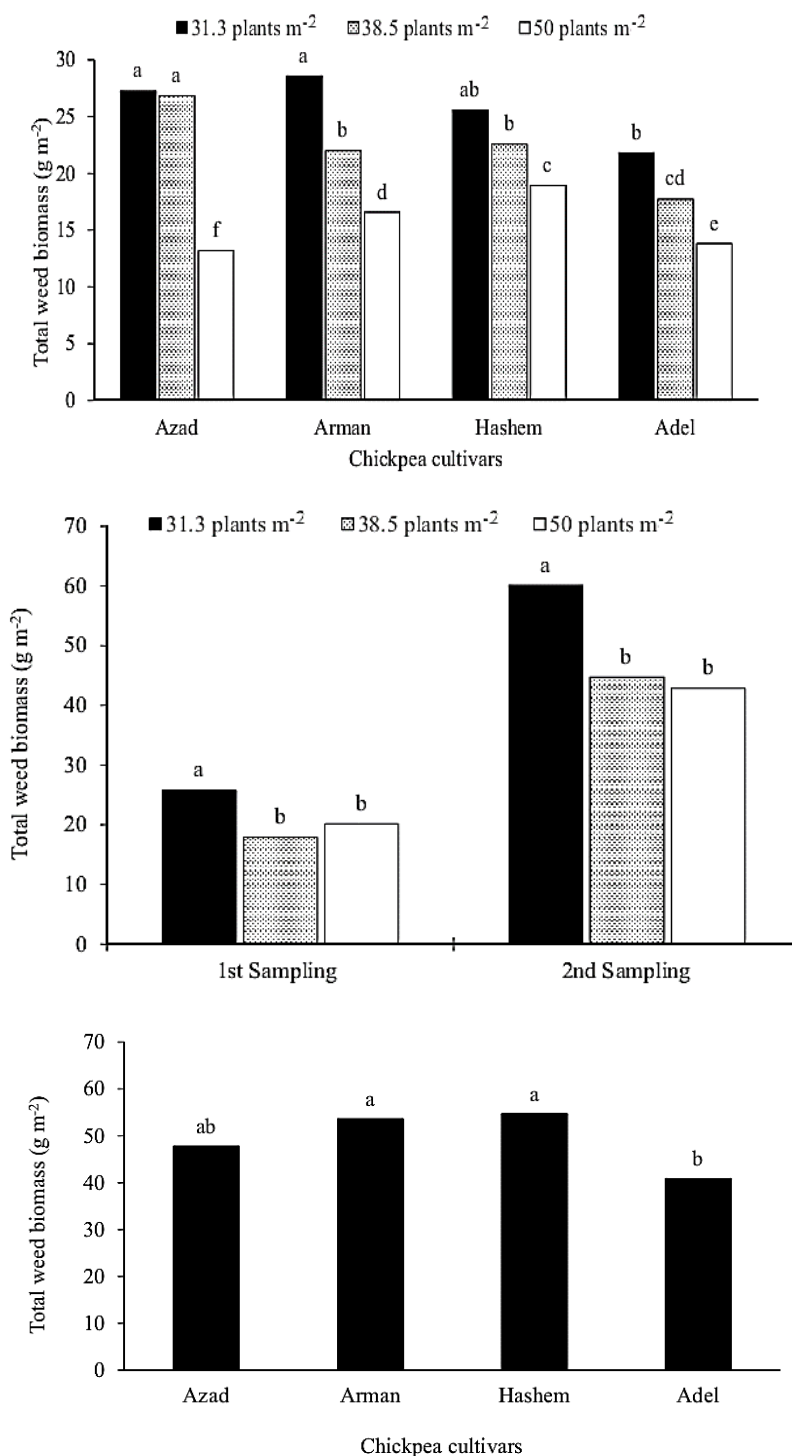 31.3 plants m-2 38.5 plants m-2 50 plants m-2
30
25
20
15
10
5
0
Total weed biomass (g m-2)
a a f
a b d
ab b c
b cd e
Azad Arman Hashem Adel
Chickpea cultivars
31.3 plants m-2 38.5 plants m-2 50 plants m-2
70
60
50
40
30
20
10
0
Total weed biomass (g m-2)
a b b
a b b
1st Sampling 2nd Sampling
70
60
50
40
30
20
10
0
Total weed biomass (g m-2)
ab a a b
Azad Arman Hashem Adel
Chickpea cultivars